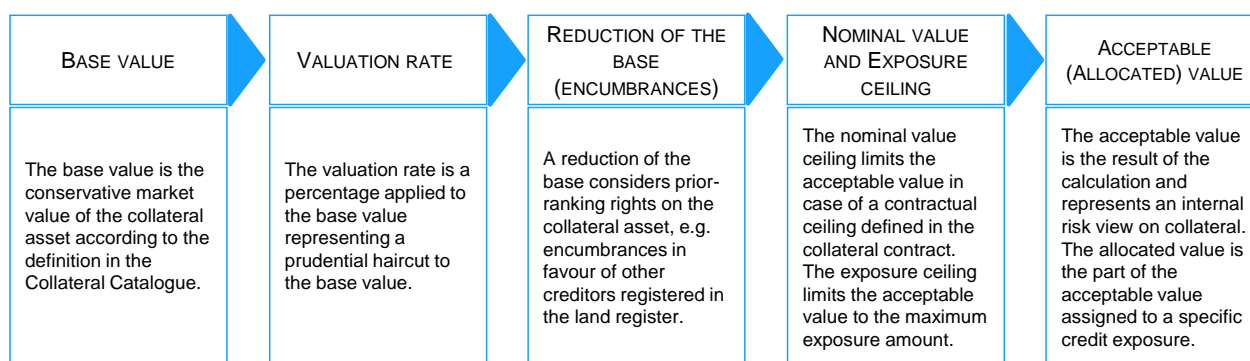 BASE VALUE
The base value is the
conservative market
value of the collateral
asset according to the
definition in the
Collateral Catalogue.
VALUATION RATE
The valuation rate is a
percentage applied to
the base value
representing a
prudential haircut to
the base value.
REDUCTION OF THE
BASE
(ENCUMBRANCES)
A reduction of the
base considers prior-
ranking rights on the
collateral asset, e.g.
encumbrances in
favour of other
creditors registered in
the land register.
NOMINAL VALUE
AND EXPOSURE
CEILING
The nominal value
ceiling limits the
acceptable value in
case of a contractual
ceiling defined in the
collateral contract.
The exposure ceiling
limits the acceptable
value to the maximum
exposure amount.
ACCEPTABLE
(ALLOCATED) VALUE
The acceptable value
is the result of the
calculation and
represents an internal
risk view on collateral.
The allocated value is
the part of the
acceptable value
assigned to a specific
credit exposure.